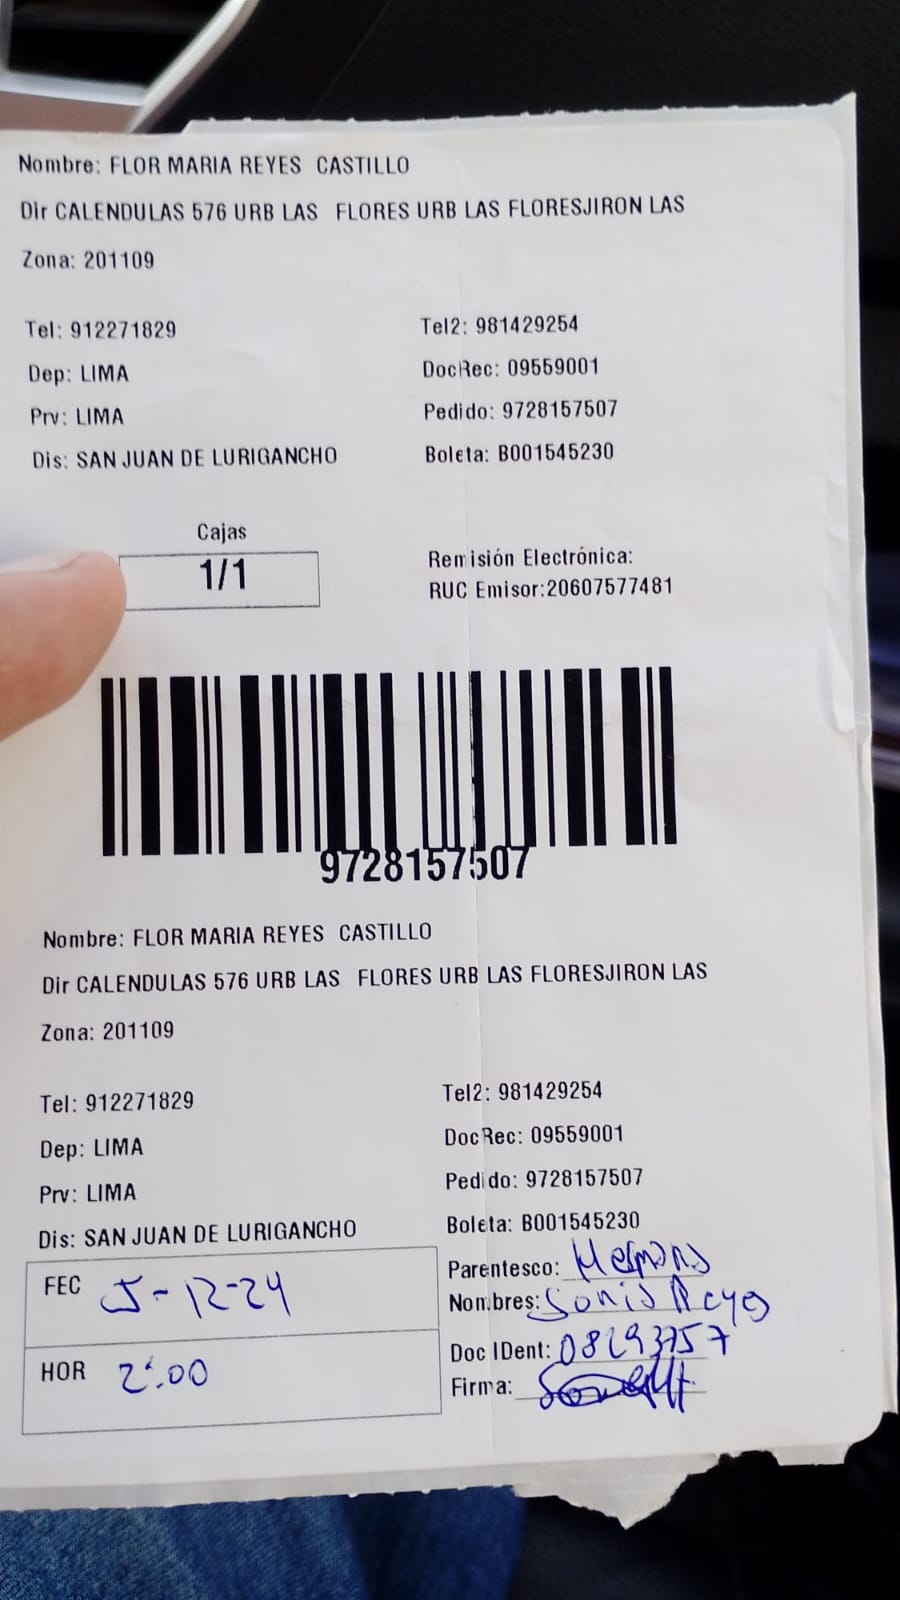 Nombre: FLOR MARIA REYES CASTILLO
Dir CALENDULAS 576 URB LAS FLORES URB LAS FLORESJIRON LAS
Zona: 201109
Tel: 912271829 Tel2: 981429254
Dep: LIMA DocRec: 09559001
Prv: LIMA Pedido: 9728157507
Dis: SAN JUAN DE LURIGANCHO Boleta: B001545230
Cajas
1/1
Remisión Electrónica:
RUC Emisor:20607577481
9728157507
Nombre: FLOR MARIA REYES CASTILLO
Dir CALENDULAS 576 URB LAS FLORES URB LAS FLORESJIRON LAS
Zona: 201109
Tel: 912271829 Tel2: 981429254
Dep: LIMA DocRec: 09559001
Prv: LIMA Pedido: 9728157507
Dis: SAN JUAN DE LURIGANCHO Boleta: B001545230
FEC 5-12-24
HOR 2:00
Parentesco: Hermana
Nombres: Sonia Reyes
Doc IDent:
Firma: